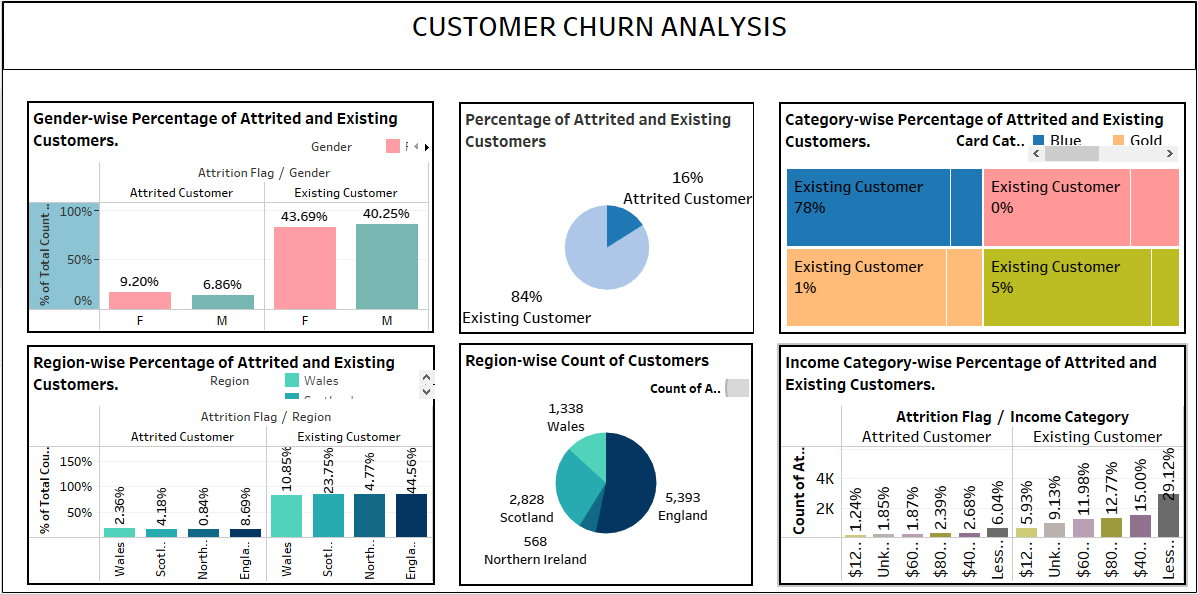 CUSTOMER CHURN ANALYSIS
Gender-wise Percentage of Attrited and Existing
Customers.
Gender
Attrition Flag / Gender
Attrited Customer
Existing Customer
% of Total Count ..
100%
50%
0%
9.20%
6.86%
43.69%
40.25%
F
M
F
M
Percentage of Attrited and Existing
Customers
16%
Attrited Customer
84%
Existing Customer
Category-wise Percentage of Attrited and Existing
Customers.
Card Cat..
Blue
Gold
Existing Customer
78%
Existing Customer
0%
Existing Customer
1%
Existing Customer
5%
Region-wise Percentage of Attrited and Existing
Customers.
Region
Wales
Attrition Flag / Region
Attrited Customer
Existing Customer
% of Total Cou..
150%
100%
50%
2.36%
4.18%
0.84%
8.69%
10.85%
23.75%
4.77%
44.56%
Wales
Scotl..
North..
Engla..
Wales
Scotl..
North..
Engla..
Region-wise Count of Customers
Count of A..
1,338
Wales
2,828
Scotland
568
Northern Ireland
5,393
England
Income Category-wise Percentage of Attrited and
Existing Customers.
Attrition Flag / Income Category
Attrited Customer
Existing Customer
Count of At..
4K
2K
1.24%
1.85%
1.87%
2.39%
2.68%
6.04%
5.93%
9.13%
11.98%
12.77%
15.00%
29.12%
$12..
Unk..
$60..
$80..
$40..
Less..
$12..
Unk..
$60..
$80..
$40..
Less..